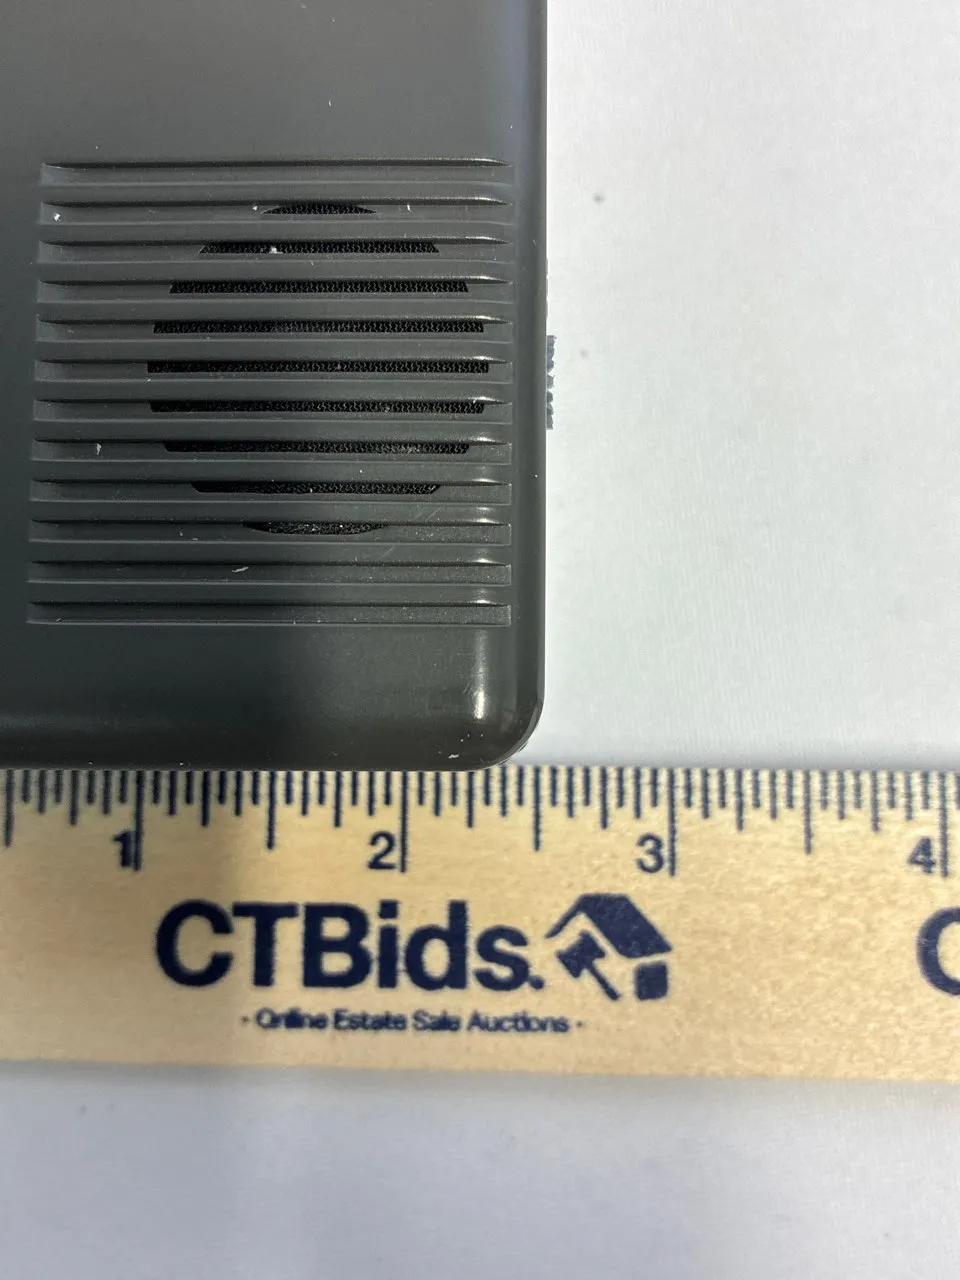 1 2 3 4
CTBids.
- Online Estate Sale Auctions -